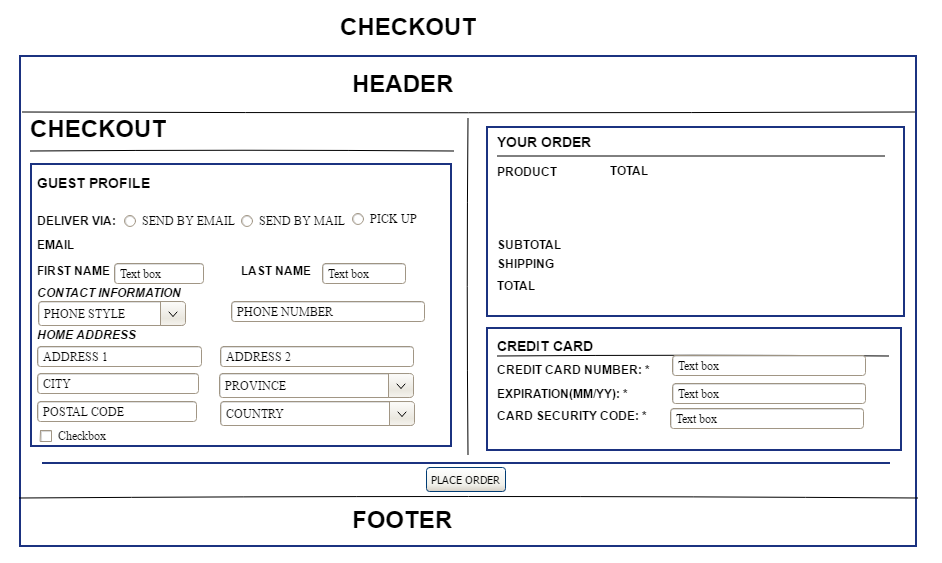 CHECKOUT
HEADER
CHECKOUT
GUEST PROFILE
DELIVER VIA: SEND BY EMAIL SEND BY MAIL PICK UP
EMAIL
FIRST NAME Text box LAST NAME Text box
CONTACT INFORMATION
PHONE STYLE PHONE NUMBER
HOME ADDRESS
ADDRESS 1 ADDRESS 2
CITY PROVINCE
POSTAL CODE COUNTRY
Checkbox
YOUR ORDER
PRODUCT TOTAL
SUBTOTAL
SHIPPING
TOTAL
CREDIT CARD
CREDIT CARD NUMBER: * Text box
EXPIRATION(MM/YY): * Text box
CARD SECURITY CODE: * Text box
PLACE ORDER
FOOTER